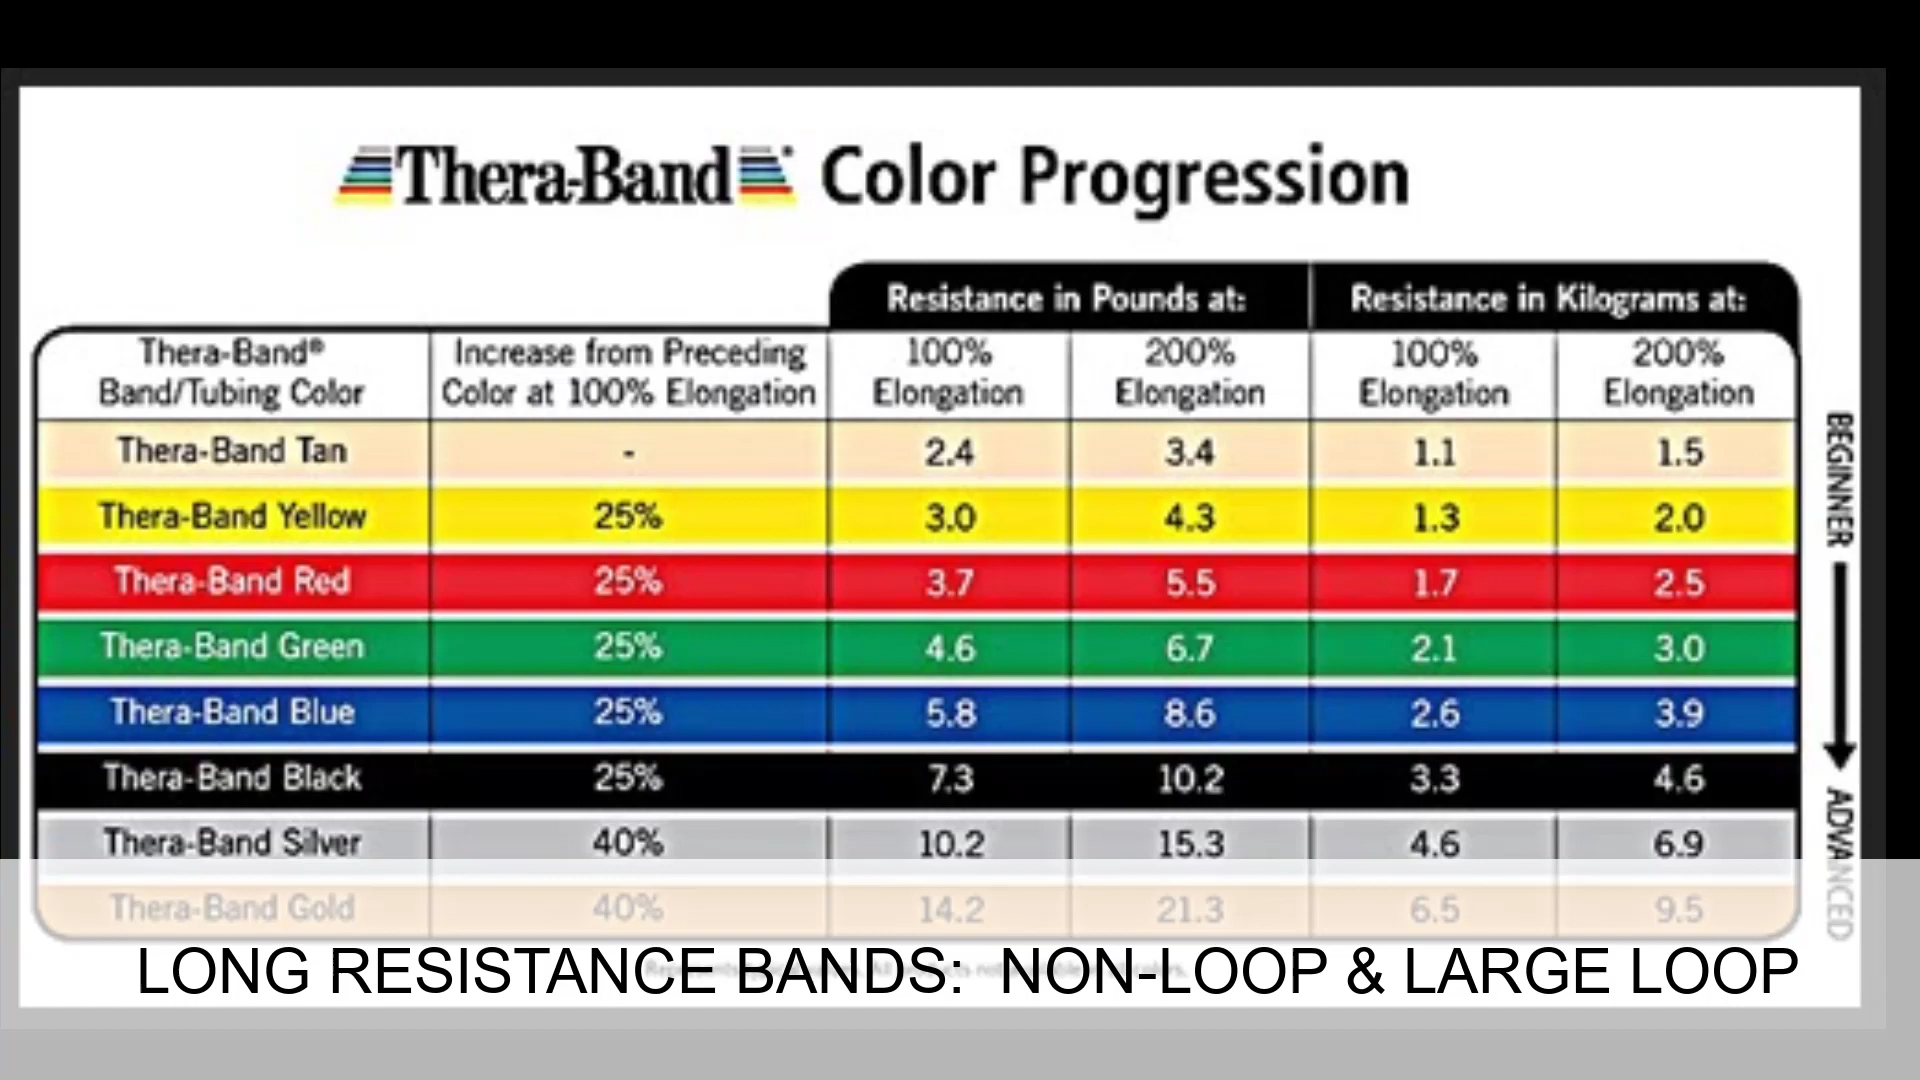 Thera-Band Color Progression
Resistance in Pounds at: Resistance in Kilograms at:
Thera-Band® Increase from Preceding 100% 200% 100% 200%
Band/Tubing Color Color at 100% Elongation Elongation Elongation Elongation Elongation
Thera-Band Tan - 2.4 3.4 1.1 1.5
Thera-Band Yellow 25% 3.0 4.3 1.3 2.0
Thera-Band Red 25% 3.7 5.5 1.7 2.5
Thera-Band Green 25% 4.6 6.7 2.1 3.0
Thera-Band Blue 25% 5.8 8.6 2.6 3.9
Thera-Band Black 25% 7.3 10.2 3.3 4.6
Thera-Band Silver 40% 10.2 15.3 4.6 6.9
Thera-Band Gold 40% 14.2 21.3 6.5 9.5
BEGINNER
ADVANCED
LONG RESISTANCE BANDS: NON-LOOP & LARGE LOOP